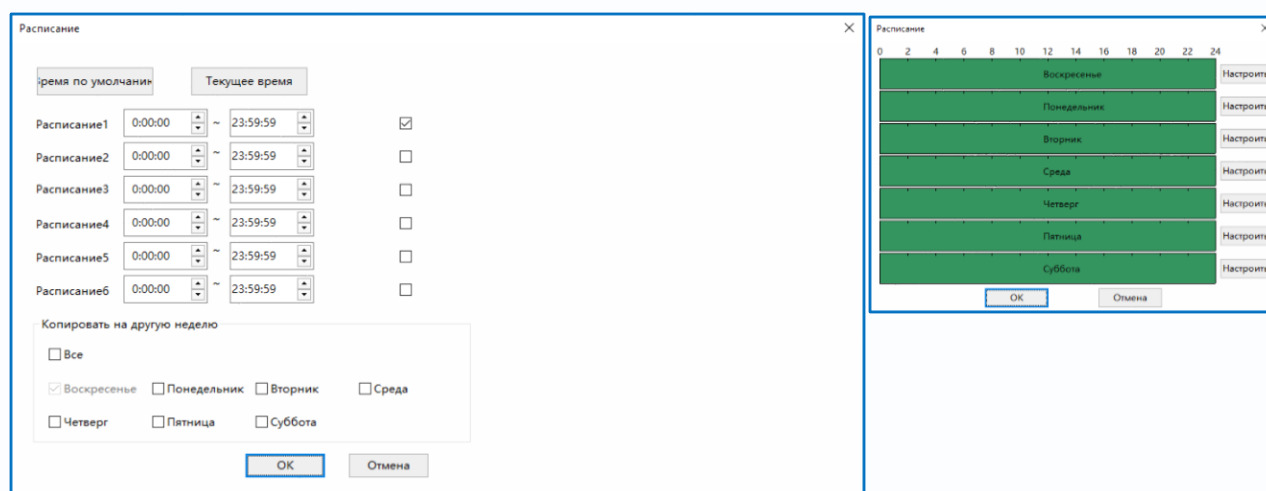 Расписание
время по умолчанию Текущее время
Расписание1 0:00:00 ~ 23:59:59
Расписание2 0:00:00 ~ 23:59:59
Расписание3 0:00:00 ~ 23:59:59
Расписание4 0:00:00 ~ 23:59:59
Расписание5 0:00:00 ~ 23:59:59
Расписание6 0:00:00 ~ 23:59:59
Копировать на другую неделю
Все
Воскресенье Понедельник Вторник Среда
Четверг Пятница Суббота
OK Отмена
Расписание
0 2 4 6 8 10 12 14 16 18 20 22 24
Воскресенье Настроить
Понедельник Настроить
Вторник Настроить
Среда Настроить
Четверг Настроить
Пятница Настроить
Суббота Настроить
OK Отмена